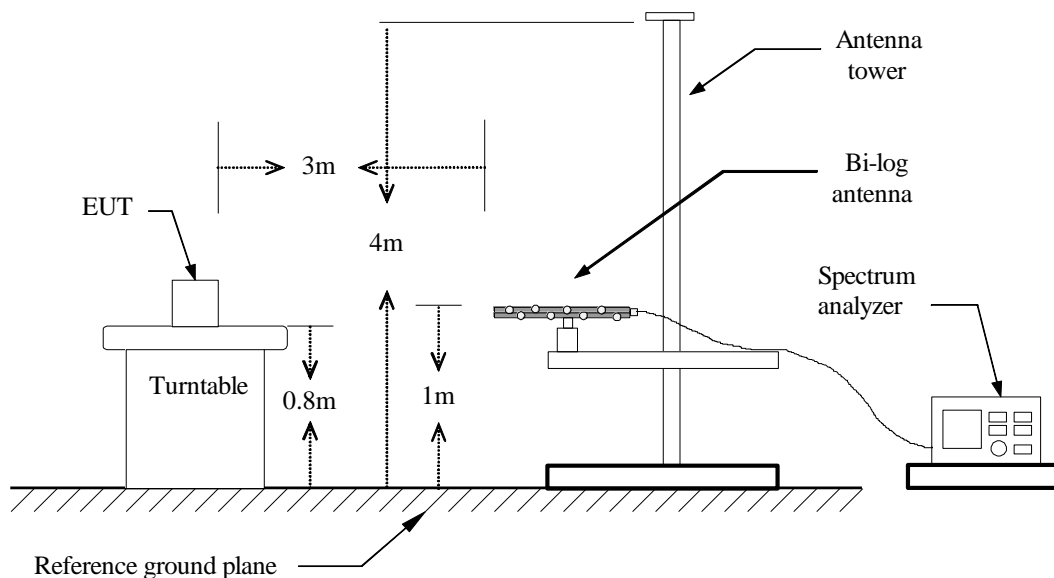 Antenna
tower
3m
Bi-log
antenna
EUT
4m
Spectrum
analyzer
Turntable
0.8m
1m
Reference ground plane